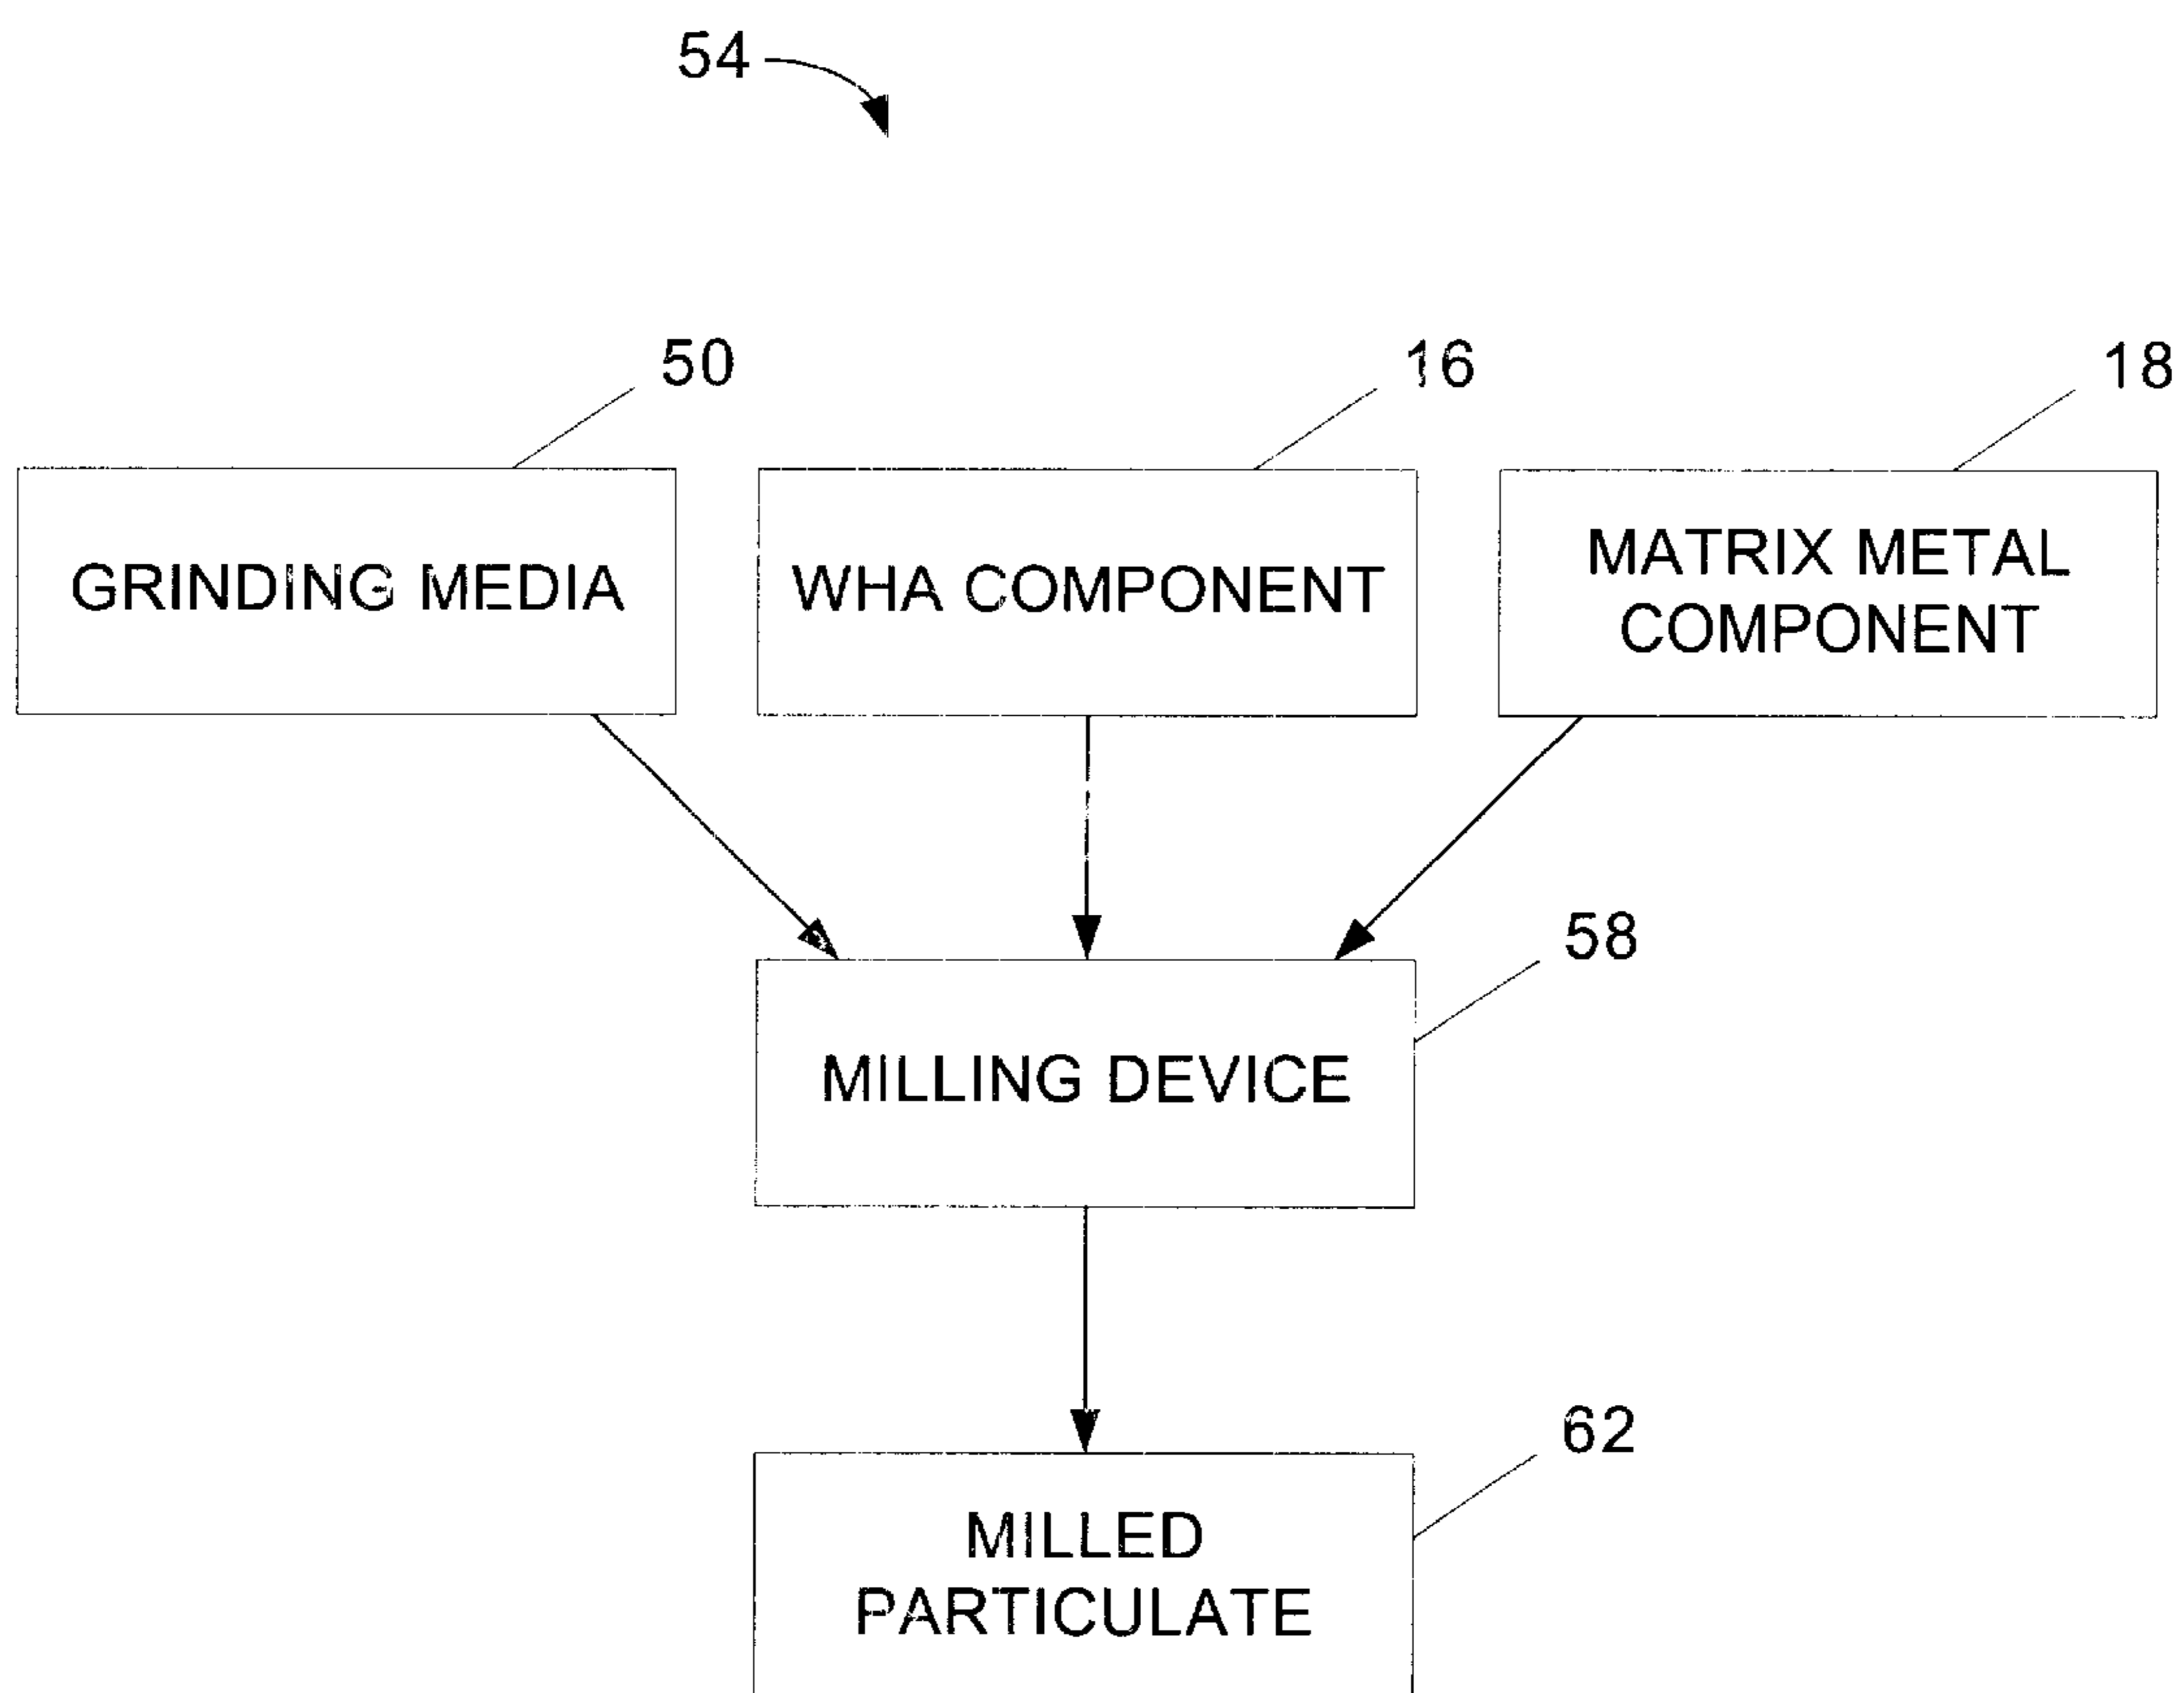 54
50
16
18
GRINDING MEDIA
WHA COMPONENT
MATRIX METAL
COMPONENT
58
MILLING DEVICE
62
MILLED
PARTICULATE